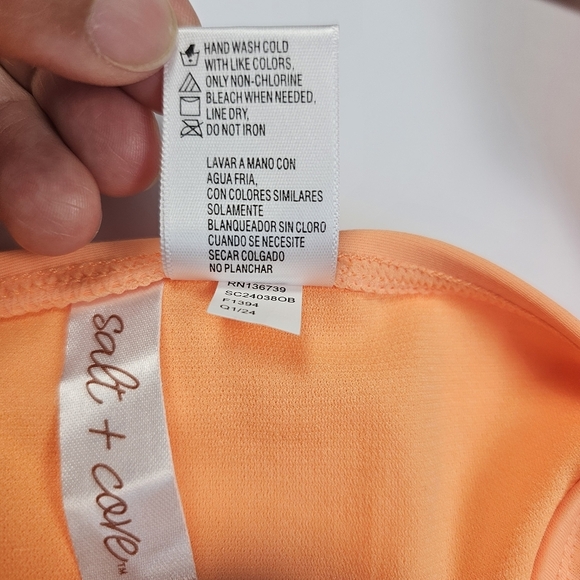 HAND WASH COLD
WITH LIKE COLORS,
ONLY NON-CHLORINE
BLEACH WHEN NEEDED,
LINE DRY,
DO NOT IRON
LAVAR A MANO CON
AGUA FRIA,
CON COLORES SIMILARES
SOLAMENTE
BLANQUEADOR SIN CLORO
CUANDO SE NECESITE
SECAR COLGADO
NO PLANCHAR
RN136739
SC24038OB
F1394
Q1/24
salt + cove™